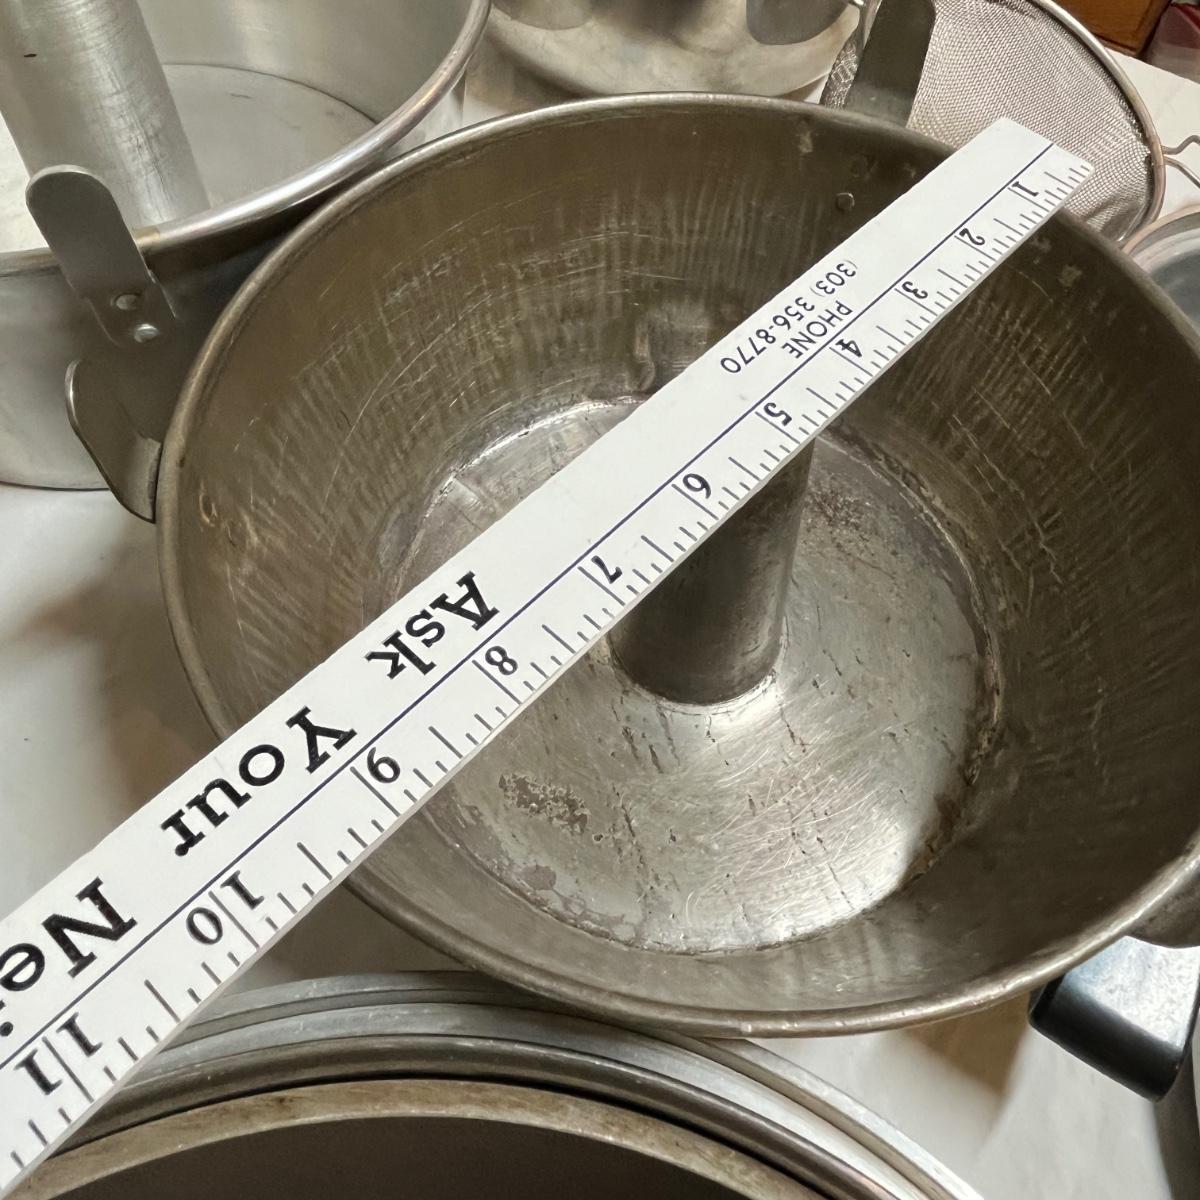 PHONE
(303) 356-8770
Ask Your Ne
1 2 3 4 5 6 7 8 9 10 11